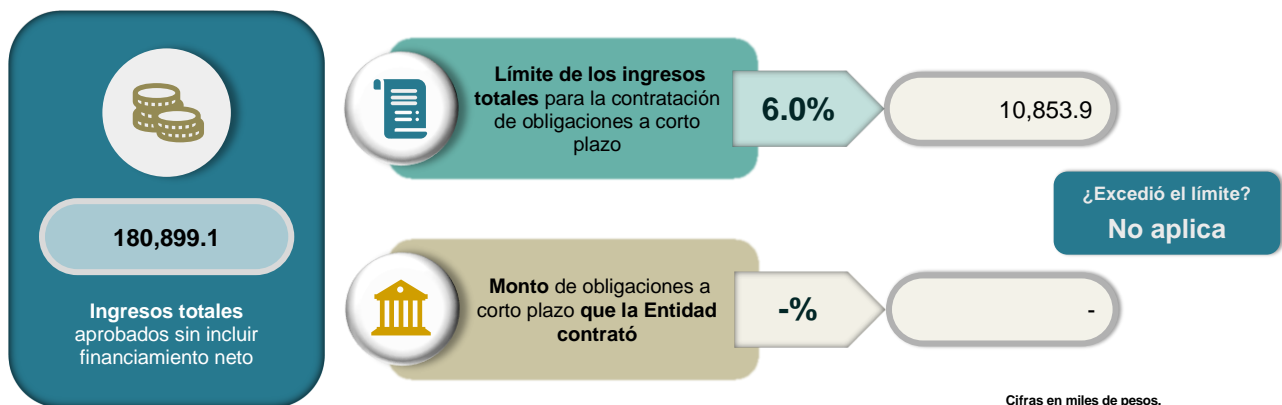 180,899.1
Ingresos totales
aprobados sin incluir
financiamiento neto
Límite de los ingresos
totales para la contratación
de obligaciones a corto
plazo
6.0%
10,853.9
¿Excedió el límite?
No aplica
Monto de obligaciones a
corto plazo que la Entidad
contrató
-%
-
Cifras en miles de pesos.